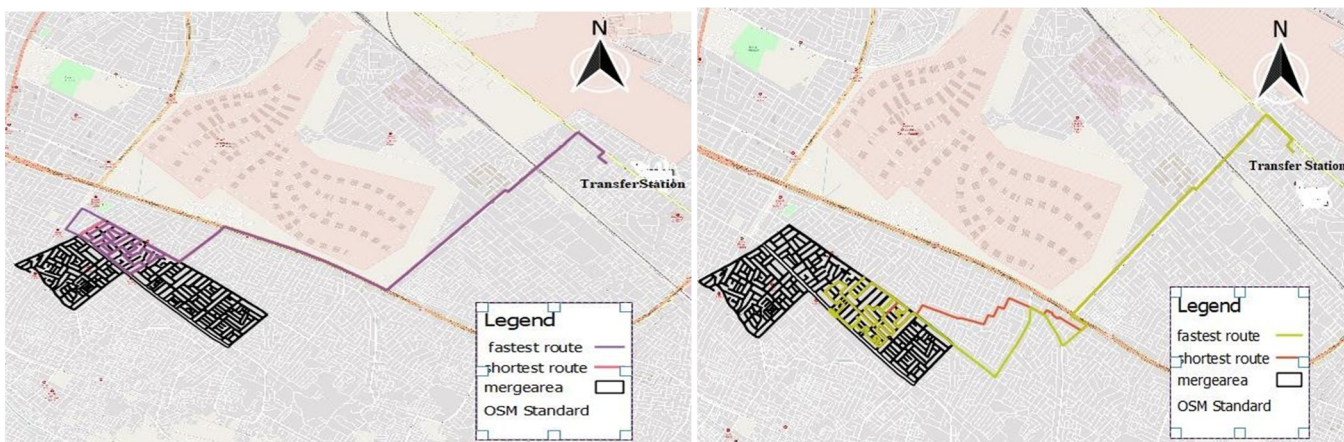 N
TransferStation
Legend
fastest route
shortest route
mergearea
OSM Standard
N
Transfer Station
Legend
fastest route
shortest route
mergearea
OSM Standard